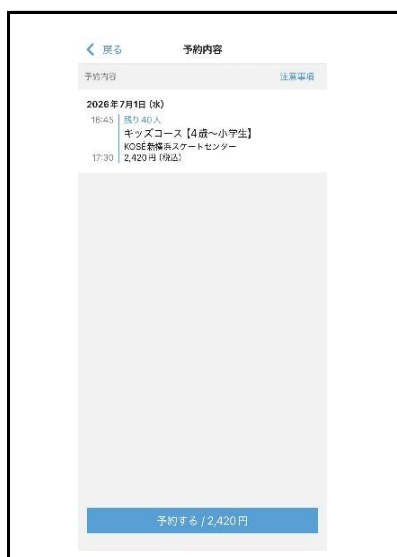 戻る
予約内容
予約内容
注意事項
2026年7月1日 (水)
16:45
残り40人
キッズコース【4歳〜小学生】
KOSÉ新横浜スケートセンター
17:30
2,420円 (税込)
予約する / 2,420円